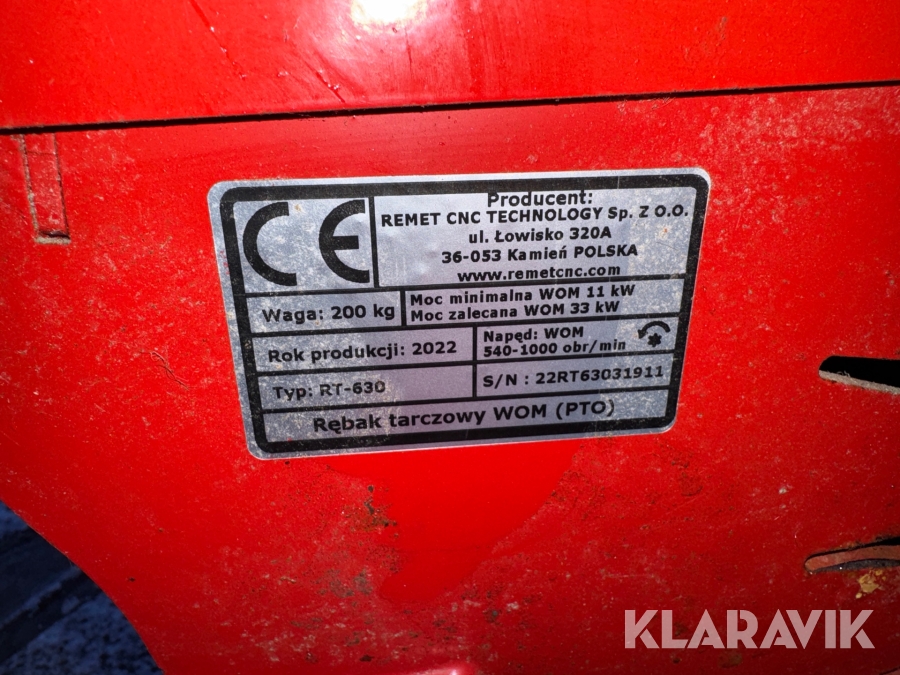 CE
Producent:
REMET CNC TECHNOLOGY Sp. Z O.O.
ul. Łowisko 320A
36-053 Kamień POLSKA
www.remetcnc.com
Waga: 200 kg
Moc minimalna WOM 11 kW
Moc zalecana WOM 33 kW
Rok produkcji: 2022
Napęd: WOM
540-1000 obr/min
Typ: RT-630
S/N : 22RT63031911
Rębak tarczowy WOM (PTO)
KLARAVIK